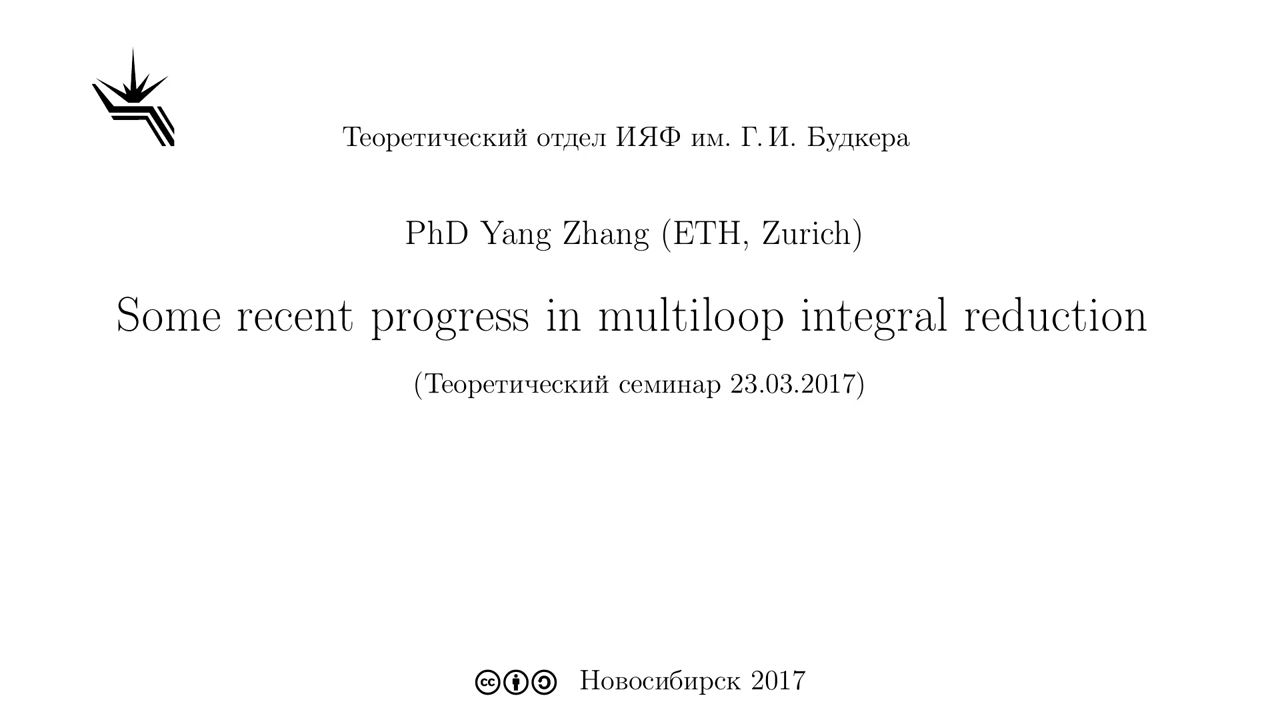 Теоретический отдел ИЯФ им. Г. И. Будкера
PhD Yang Zhang (ETH, Zurich)
Some recent progress in multiloop integral reduction
(Теоретический семинар 23.03.2017)
Новосибирск 2017